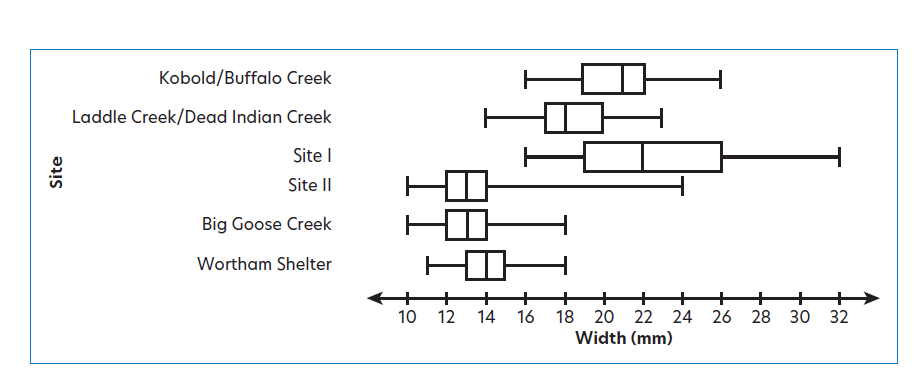 Kobold/Buffalo Creek
Laddle Creek/Dead Indian Creek
Site I
Site II
Big Goose Creek
Wortham Shelter
Site
10 12 14 16 18 20 22 24 26 28 30 32
Width (mm)